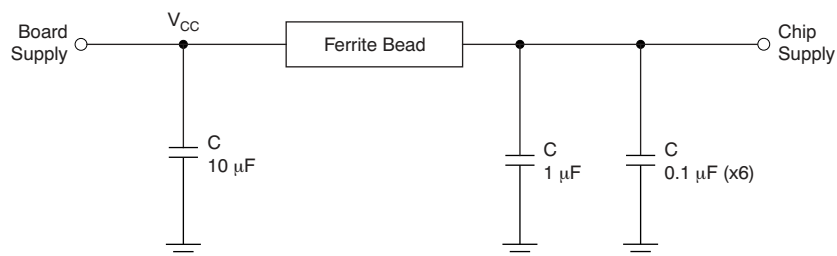 Board
Supply
V_CC
Ferrite Bead
Chip
Supply
C
10 μF
C
1 μF
C
0.1 μF (x6)